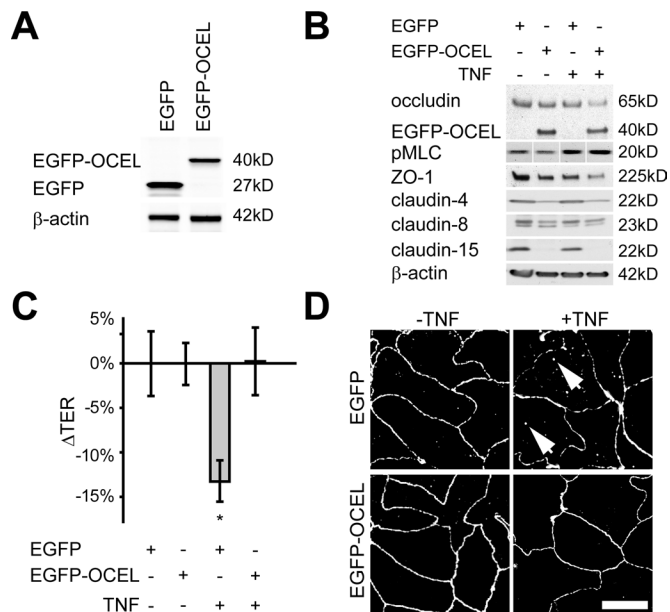 A
EGFP
EGFP-OCEL
EGFP-OCEL 40kD
EGFP 27kD
β-actin 42kD
B
EGFP + - + -
EGFP-OCEL - + - +
TNF - - + +
occludin 65kD
EGFP-OCEL 40kD
pMLC 20kD
ZO-1 225kD
claudin-4 22kD
claudin-8 23kD
claudin-15 22kD
β-actin 42kD
C
5%
0%
-5%
-10%
-15%
ΔTER
*
EGFP + - + -
EGFP-OCEL - + - +
TNF - - + +
D
-TNF +TNF
EGFP
EGFP-OCEL